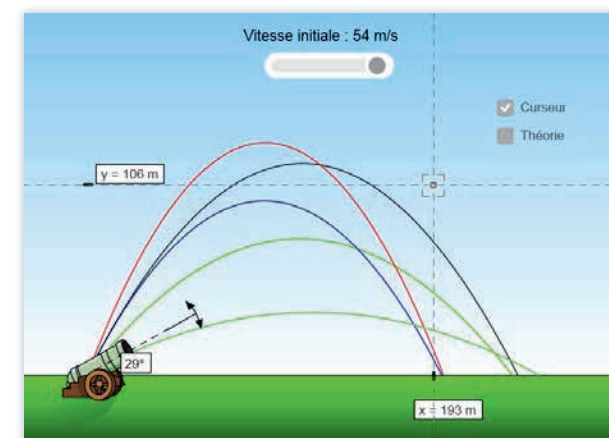 Vitesse initiale : 54 m/s
Curseur
Théorie
y = 106 m
29°
x = 193 m